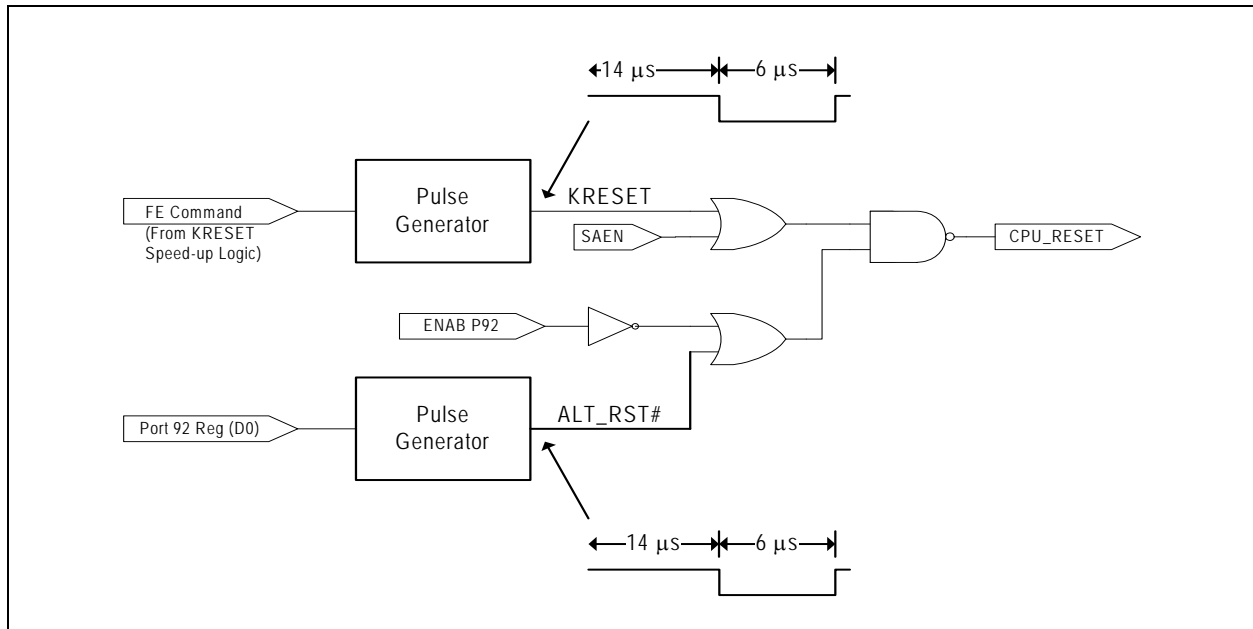 14 μs
6 μs
Pulse
Generator
KRESET
FE Command
(From KRESET
Speed-up Logic)
SAEN
CPU_RESET
ENAB P92
Pulse
Generator
ALT_RST#
Port 92 Reg (D0)
14 μs
6 μs